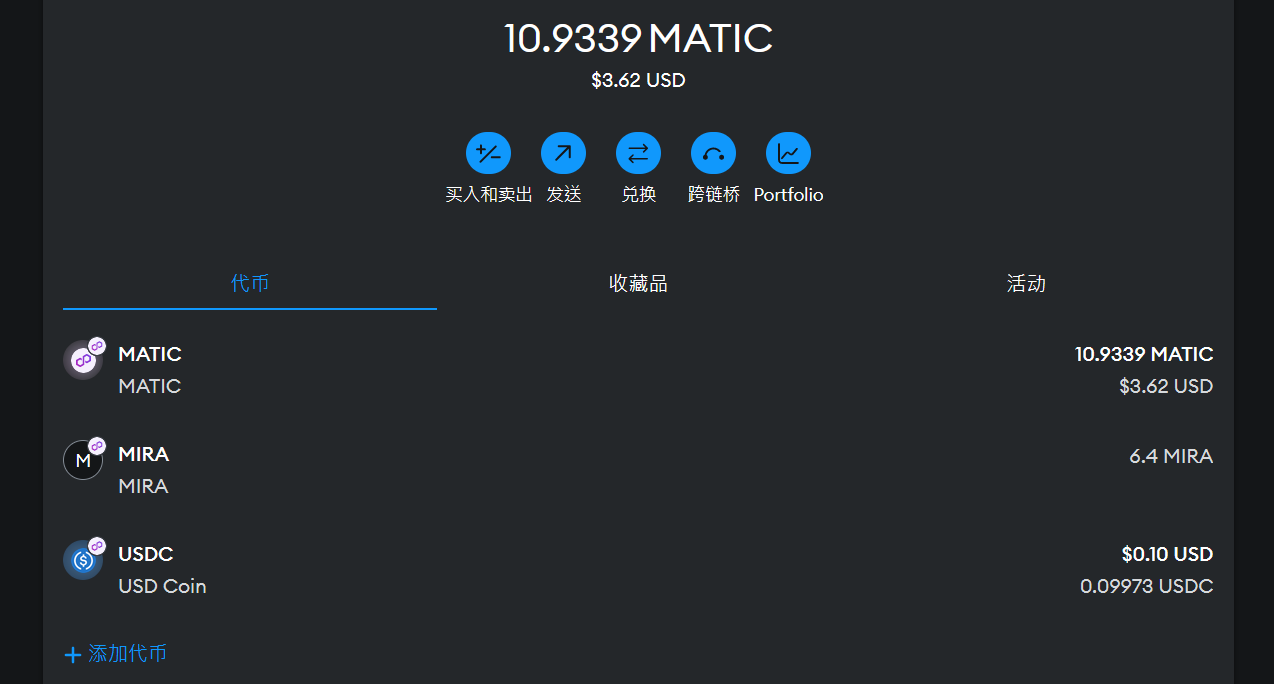 10.9339 MATIC
$3.62 USD
买入和卖出 发送 兑换 跨链桥 Portfolio
代币 收藏品 活动
MATIC 10.9339 MATIC
MATIC $3.62 USD
M MIRA 6.4 MIRA
MIRA
USDC $0.10 USD
USD Coin 0.09973 USDC
+ 添加代币